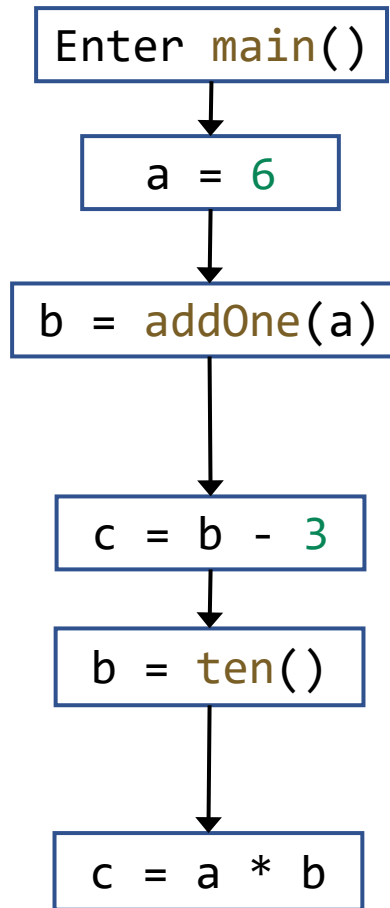 Enter main()
a = 6
b = addOne(a)
c = b - 3
b = ten()
c = a * b